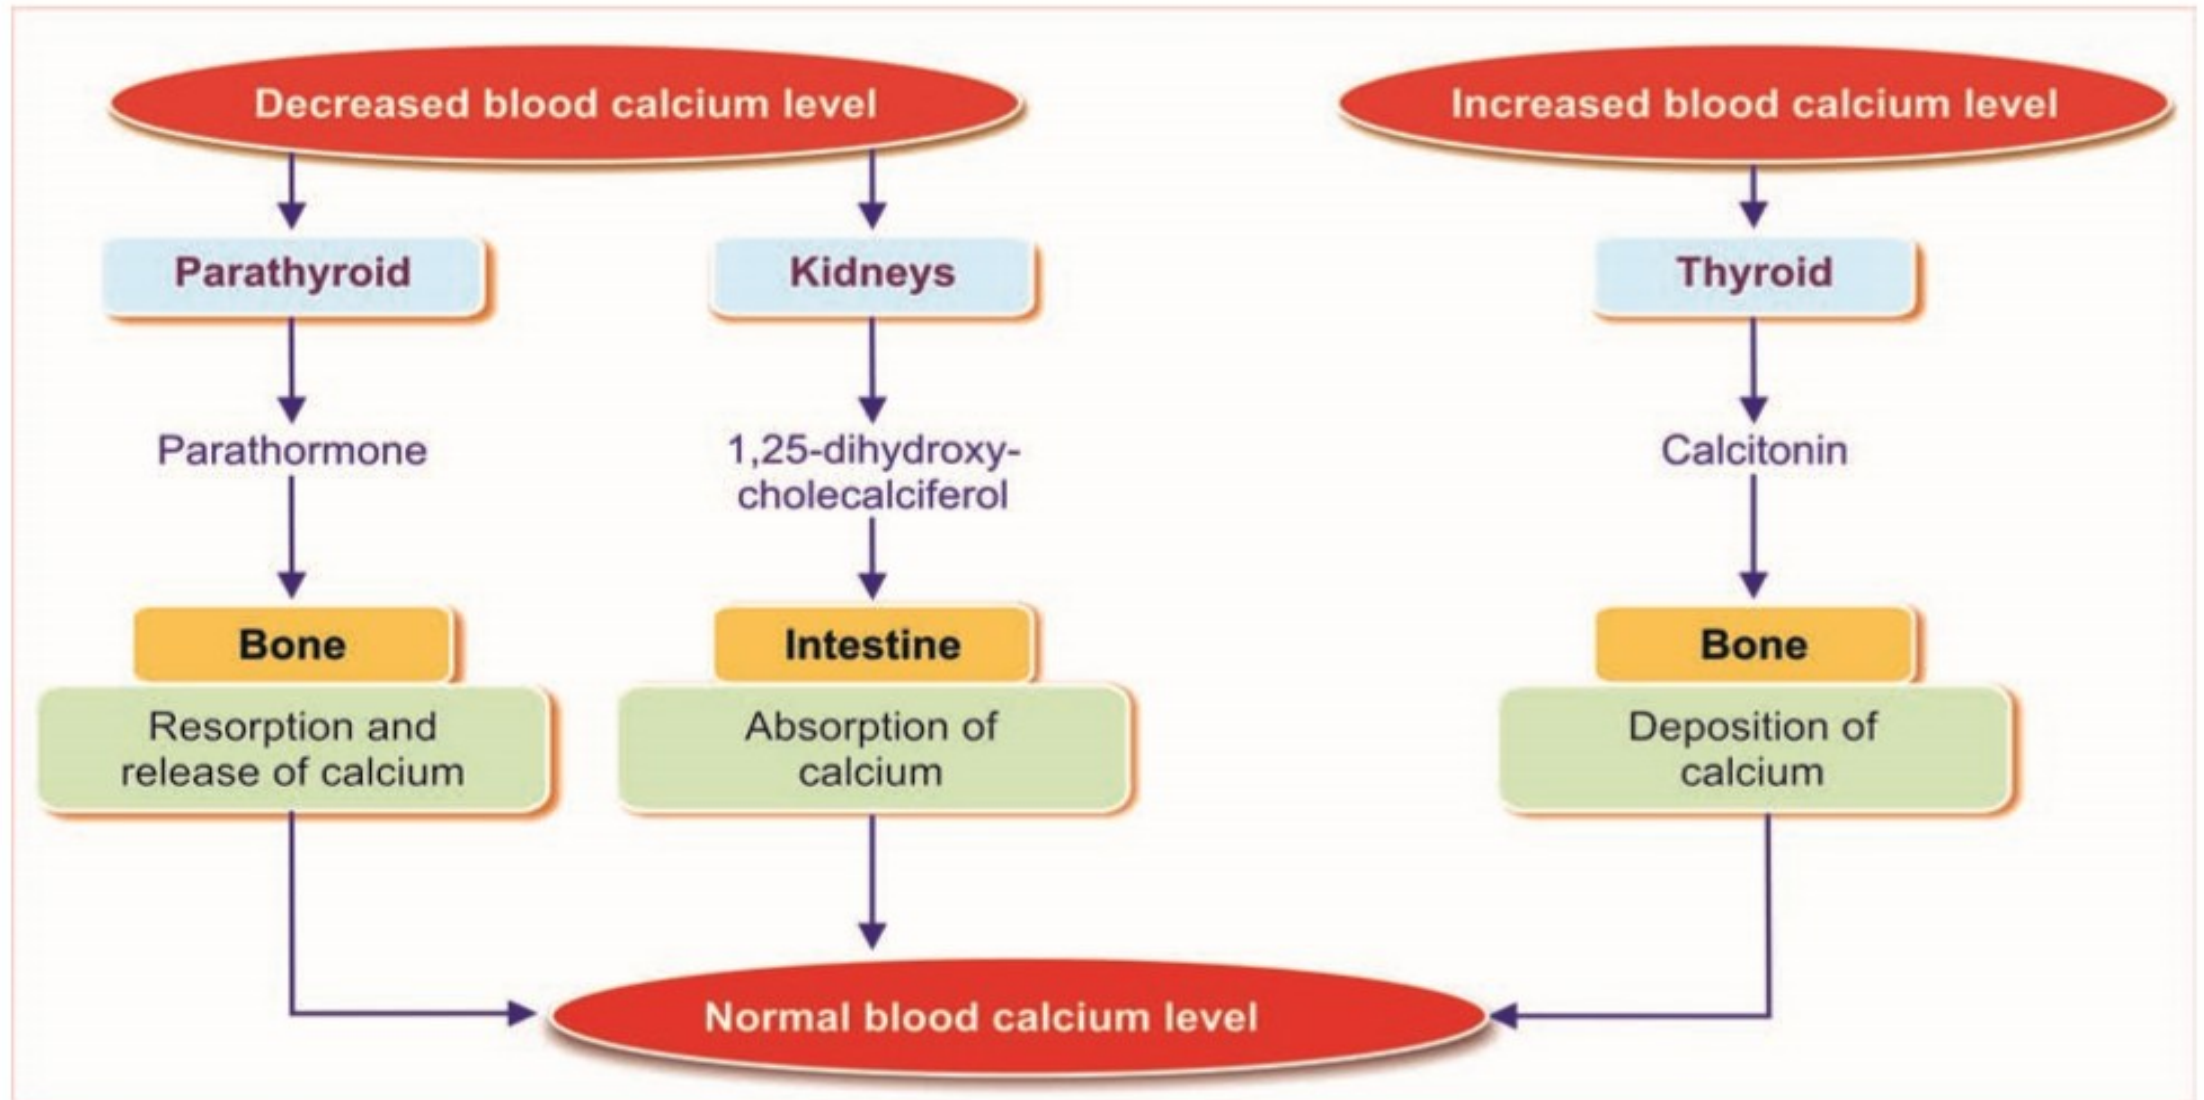 Decreased blood calcium level
Increased blood calcium level
Parathyroid
Kidneys
Thyroid
Parathormone
1,25-dihydroxy-
cholecalciferol
Calcitonin
Bone
Intestine
Bone
Resorption and
release of calcium
Absorption of
calcium
Deposition of
calcium
Normal blood calcium level